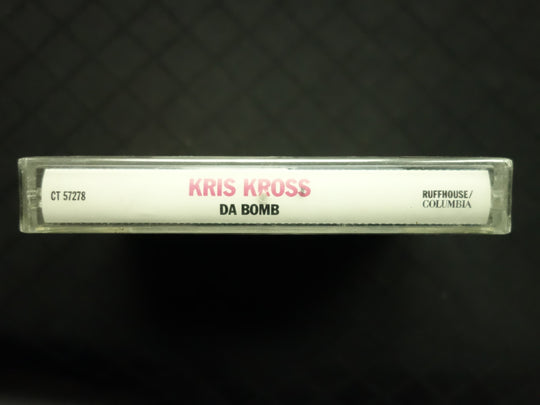 CT 57278
KRIS KROSS
DA BOMB
RUFFHOUSE/
COLUMBIA